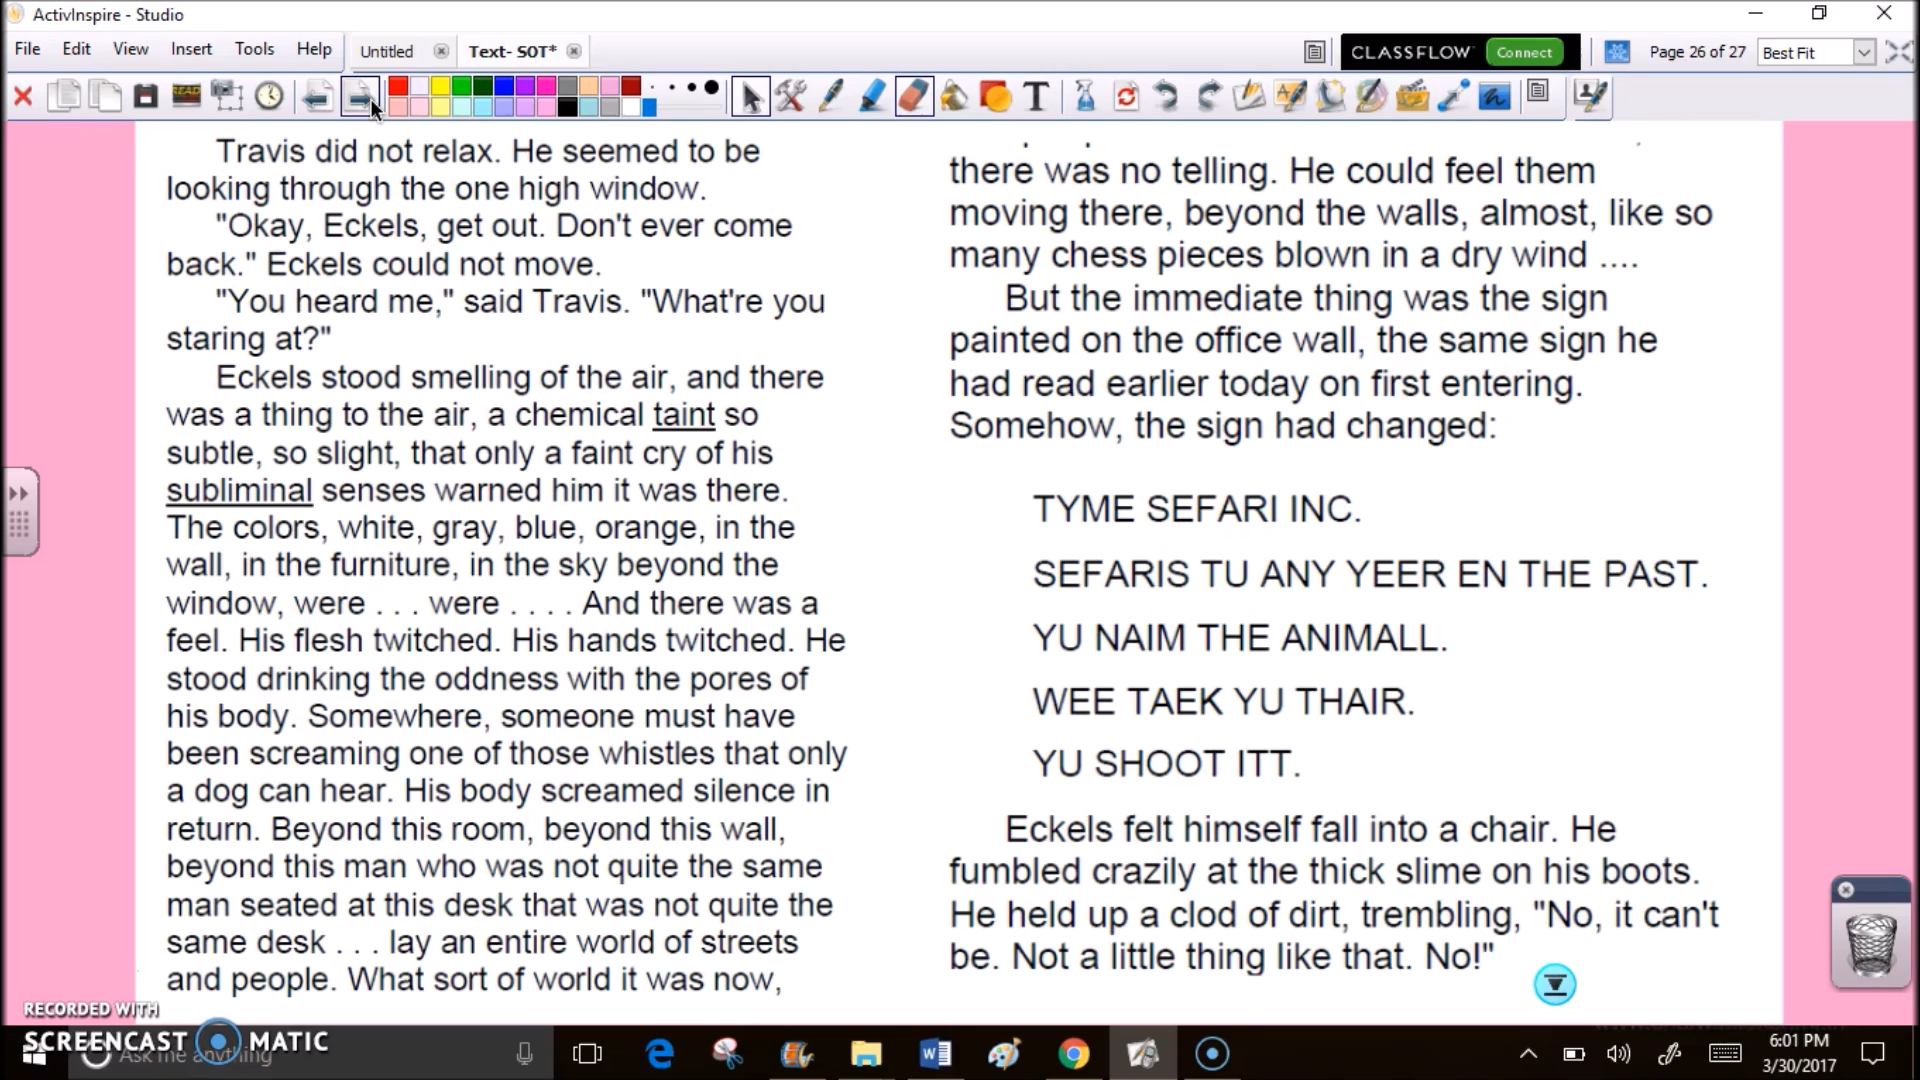 ActivInspire - Studio
File Edit View Insert Tools Help
Untitled
Text- SOT*
CLASSFLOW Connect
Page 26 of 27
Best Fit
Travis did not relax. He seemed to be
looking through the one high window.
"Okay, Eckels, get out. Don't ever come
back." Eckels could not move.
"You heard me," said Travis. "What're you
staring at?"
Eckels stood smelling of the air, and there
was a thing to the air, a chemical taint so
subtle, so slight, that only a faint cry of his
subliminal senses warned him it was there.
The colors, white, gray, blue, orange, in the
wall, in the furniture, in the sky beyond the
window, were . . . were . . . . And there was a
feel. His flesh twitched. His hands twitched. He
stood drinking the oddness with the pores of
his body. Somewhere, someone must have
been screaming one of those whistles that only
a dog can hear. His body screamed silence in
return. Beyond this room, beyond this wall,
beyond this man who was not quite the same
man seated at this desk that was not quite the
same desk . . . lay an entire world of streets
and people. What sort of world it was now,
there was no telling. He could feel them
moving there, beyond the walls, almost, like so
many chess pieces blown in a dry wind ....
But the immediate thing was the sign
painted on the office wall, the same sign he
had read earlier today on first entering.
Somehow, the sign had changed:
TYME SEFARI INC.
SEFARIS TU ANY YEER EN THE PAST.
YU NAIM THE ANIMALL.
WEE TAEK YU THAIR.
YU SHOOT ITT.
Eckels felt himself fall into a chair. He
fumbled crazily at the thick slime on his boots.
He held up a clod of dirt, trembling, "No, it can't
be. Not a little thing like that. No!"
RECORDED WITH
SCREENCAST MATIC
Ask me anything
6:01 PM
3/30/2017